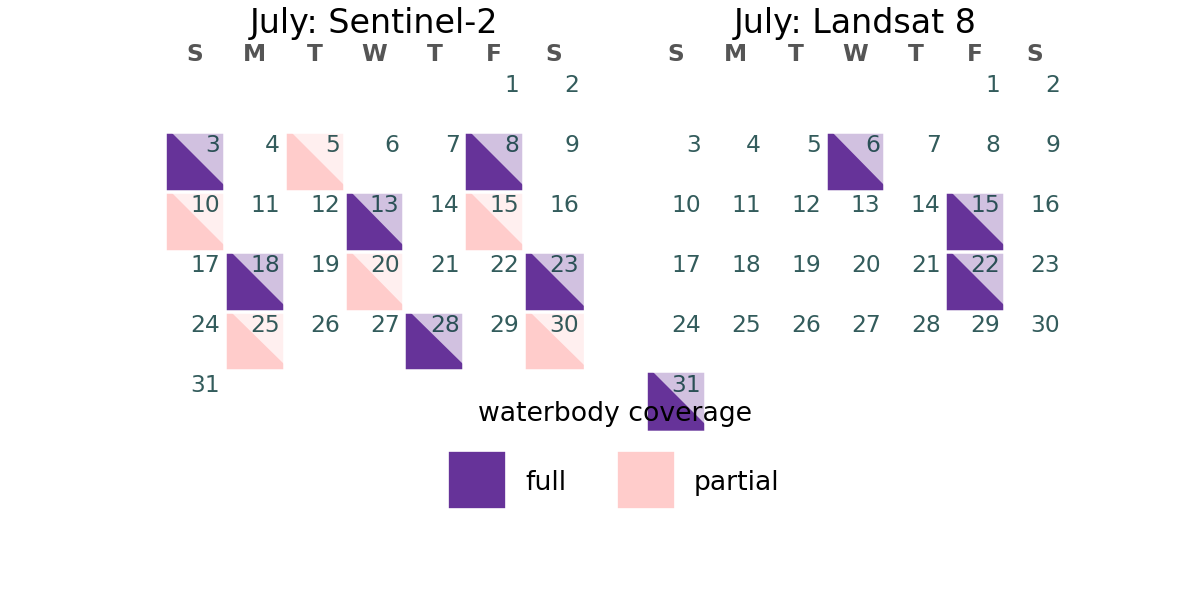 July: Sentinel-2
S M T W T F S
1 2
3 4 5 6 7 8 9
10 11 12 13 14 15 16
17 18 19 20 21 22 23
24 25 26 27 28 29 30
31
July: Landsat 8
S M T W T F S
1 2
3 4 5 6 7 8 9
10 11 12 13 14 15 16
17 18 19 20 21 22 23
24 25 26 27 28 29 30
31
waterbody coverage
full partial